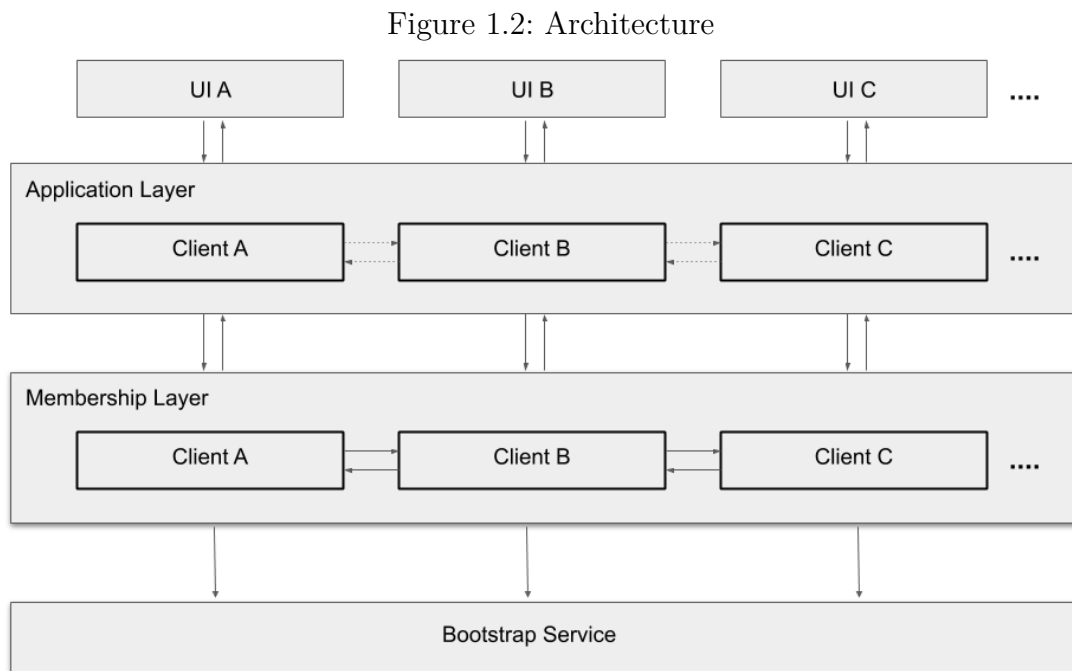 Figure 1.2: Architecture
UI A
UI B
UI C
....
Application Layer
Client A
Client B
Client C
....
Membership Layer
Client A
Client B
Client C
....
Bootstrap Service